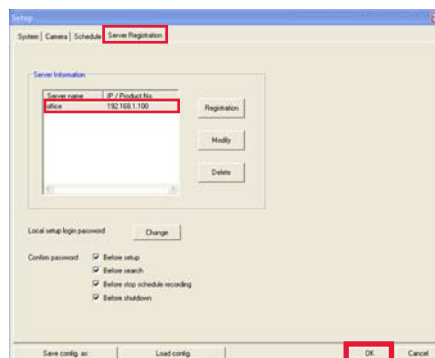 Setup
System Camera Schedule Server Registration
Server Information
Server name IP / Product No.
office 192.168.1.100
Registration
Modify
Delete
Local setup login password Change
Confirm password Before setup
Before search
Before stop schedule recording
Before shutdown
Save config. as Load config. OK Cancel